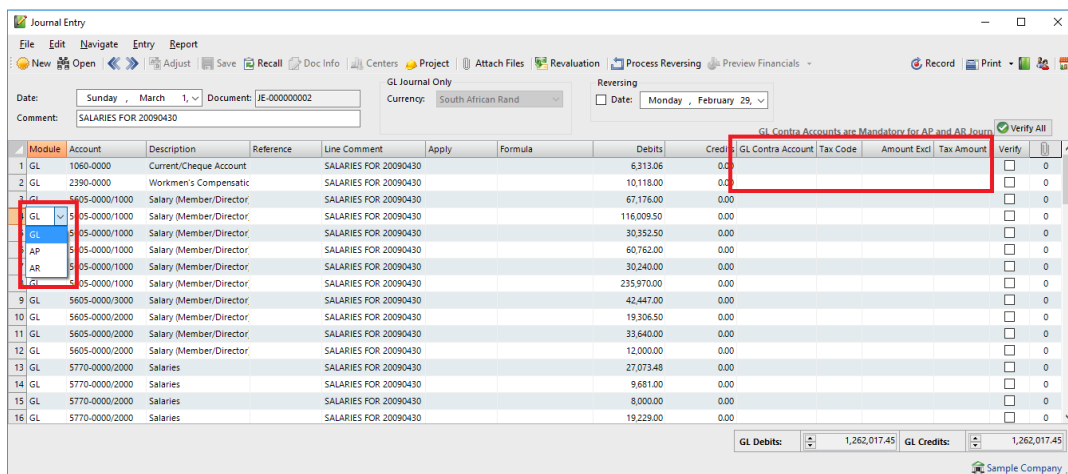 Journal Entry
File Edit Navigate Entry Report
New Open Adjust Save Recall Doc Info Centers Project Attach Files Revaluation Process Reversing Preview Financials Record Print
GL Journal Only Reversing
Date: Sunday , March 1, Document: JE-000000002 Currency: South African Rand Date: Monday , February 29,
Comment: SALARIES FOR 20090430
GL Contra Accounts are Mandatory for AP and AR Journ Verify All
Module Account Description Reference Line Comment Apply Formula Debits Credits GL Contra Account Tax Code Amount Excl Tax Amount Verify
1 GL 1060-0000 Current/Cheque Account SALARIES FOR 20090430 6,313.06 0.00 0
2 GL 2390-0000 Workmen's Compensatic SALARIES FOR 20090430 10,118.00 0.00 0
3 GL 5605-0000/1000 Salary (Member/Director) SALARIES FOR 20090430 67,176.00 0.00 0
GL 5605-0000/1000 Salary (Member/Director) SALARIES FOR 20090430 116,009.50 0.00 0
GL 5605-0000/1000 Salary (Member/Director) SALARIES FOR 20090430 30,352.50 0.00 0
AP 05-0000/1000 Salary (Member/Director) SALARIES FOR 20090430 60,762.00 0.00 0
AR 05-0000/1000 Salary (Member/Director) SALARIES FOR 20090430 30,240.00 0.00 0
GL 5605-0000/1000 Salary (Member/Director) SALARIES FOR 20090430 235,970.00 0.00 0
9 GL 5605-0000/3000 Salary (Member/Director) SALARIES FOR 20090430 42,447.00 0.00 0
10 GL 5605-0000/2000 Salary (Member/Director) SALARIES FOR 20090430 19,306.50 0.00 0
11 GL 5605-0000/2000 Salary (Member/Director) SALARIES FOR 20090430 33,640.00 0.00 0
12 GL 5605-0000/2000 Salary (Member/Director) SALARIES FOR 20090430 12,000.00 0.00 0
13 GL 5770-0000/2000 Salaries SALARIES FOR 20090430 27,073.48 0.00 0
14 GL 5770-0000/2000 Salaries SALARIES FOR 20090430 9,681.00 0.00 0
15 GL 5770-0000/2000 Salaries SALARIES FOR 20090430 8,000.00 0.00 0
16 GL 5770-0000/2000 Salaries SALARIES FOR 20090430 19,229.00 0.00 0
GL Debits: 1,262,017.45 GL Credits: 1,262,017.45
Sample Company